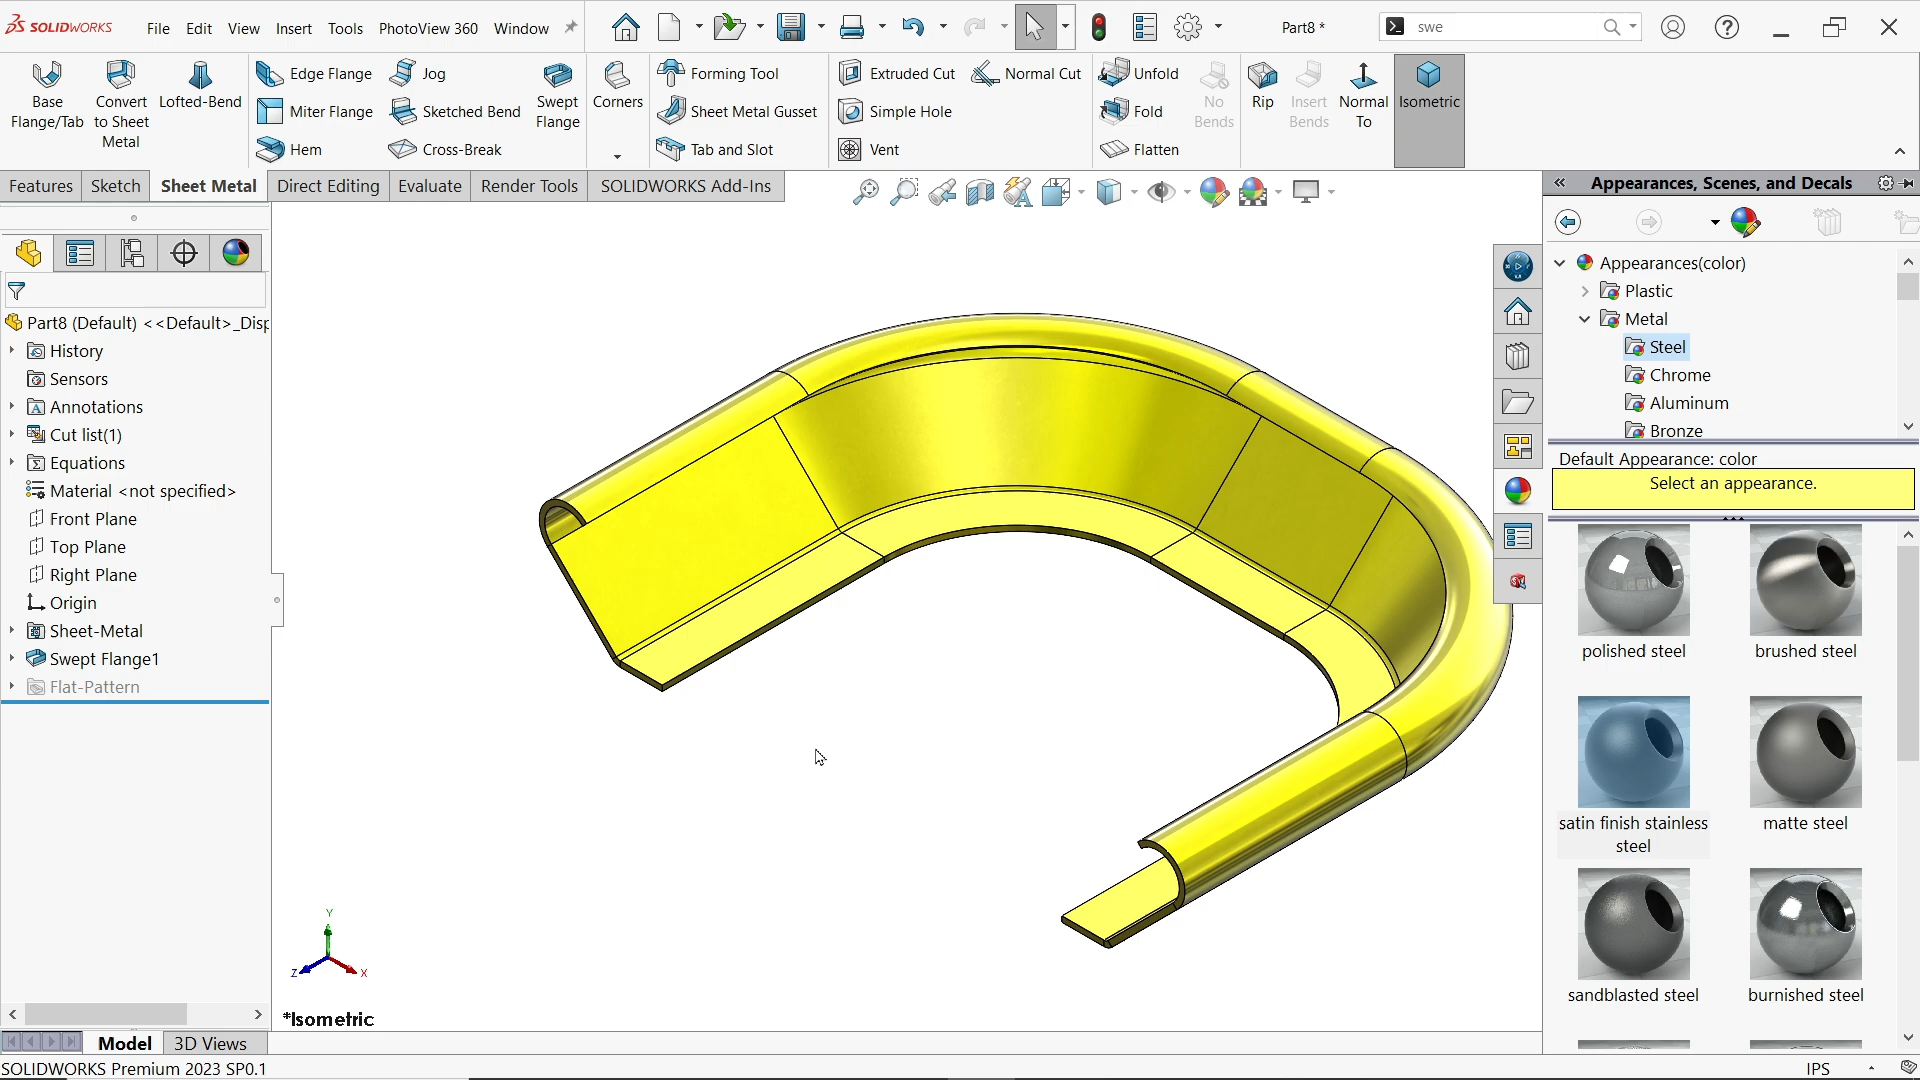 SOLIDWORKS File Edit View Insert Tools PhotoView 360 Window Part8 * swe
Base Flange/Tab
Convert to Sheet Metal
Lofted-Bend
Edge Flange
Miter Flange
Hem
Jog
Sketched Bend
Cross-Break
Swept Flange
Corners
Forming Tool
Sheet Metal Gusset
Tab and Slot
Extruded Cut
Simple Hole
Vent
Normal Cut
Unfold
Fold
Flatten
No Bends
Rip
Insert Bends
Normal To
Isometric
Features Sketch Sheet Metal Direct Editing Evaluate Render Tools SOLIDWORKS Add-Ins
Part8 (Default) <<Default>_Disp
History
Sensors
Annotations
Cut list(1)
Equations
Material <not specified>
Front Plane
Top Plane
Right Plane
Origin
Sheet-Metal
Swept Flange1
Flat-Pattern
Y
Z
X
*Isometric
Appearances, Scenes, and Decals
Appearances(color)
Plastic
Metal
Steel
Chrome
Aluminum
Bronze
Default Appearance: color
Select an appearance.
polished steel
brushed steel
satin finish stainless steel
matte steel
sandblasted steel
burnished steel
Model 3D Views
SOLIDWORKS Premium 2023 SP0.1
IPS